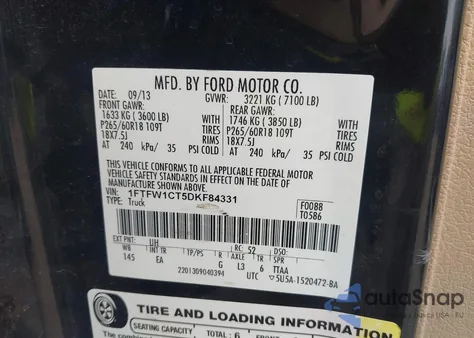 MFD. BY FORD MOTOR CO.
DATE: 09/13 GVWR: 3221 KG ( 7100 LB)
FRONT GAWR: REAR GAWR:
1633 KG ( 3600 LB) 1746 KG ( 3850 LB)
P265/60R18 109T TIRES P265/60R18 109T TIRES
18X7.5J RIMS 18X7.5J RIMS
AT 240 kPa/ 35 PSI COLD AT 240 kPa/ 35 PSI COLD
THIS VEHICLE CONFORMS TO ALL APPLICABLE FEDERAL MOTOR
VEHICLE SAFETY STANDARDS IN EFFECT ON THE DATE OF
MANUFACTURE SHOWN ABOVE.
VIN: 1FTFW1CT5DKF84331 F0088
TYPE: Truck T0586
EXT PNT: UH RC: 52
WB INT TR TP/PS R
145 EA G L3 6 TTAA
2201309040394 UTC 5U5A-1520472-BA
autoSnap
TIRE AND LOADING INFORMATION
SEATING CAPACITY TOTAL : 6